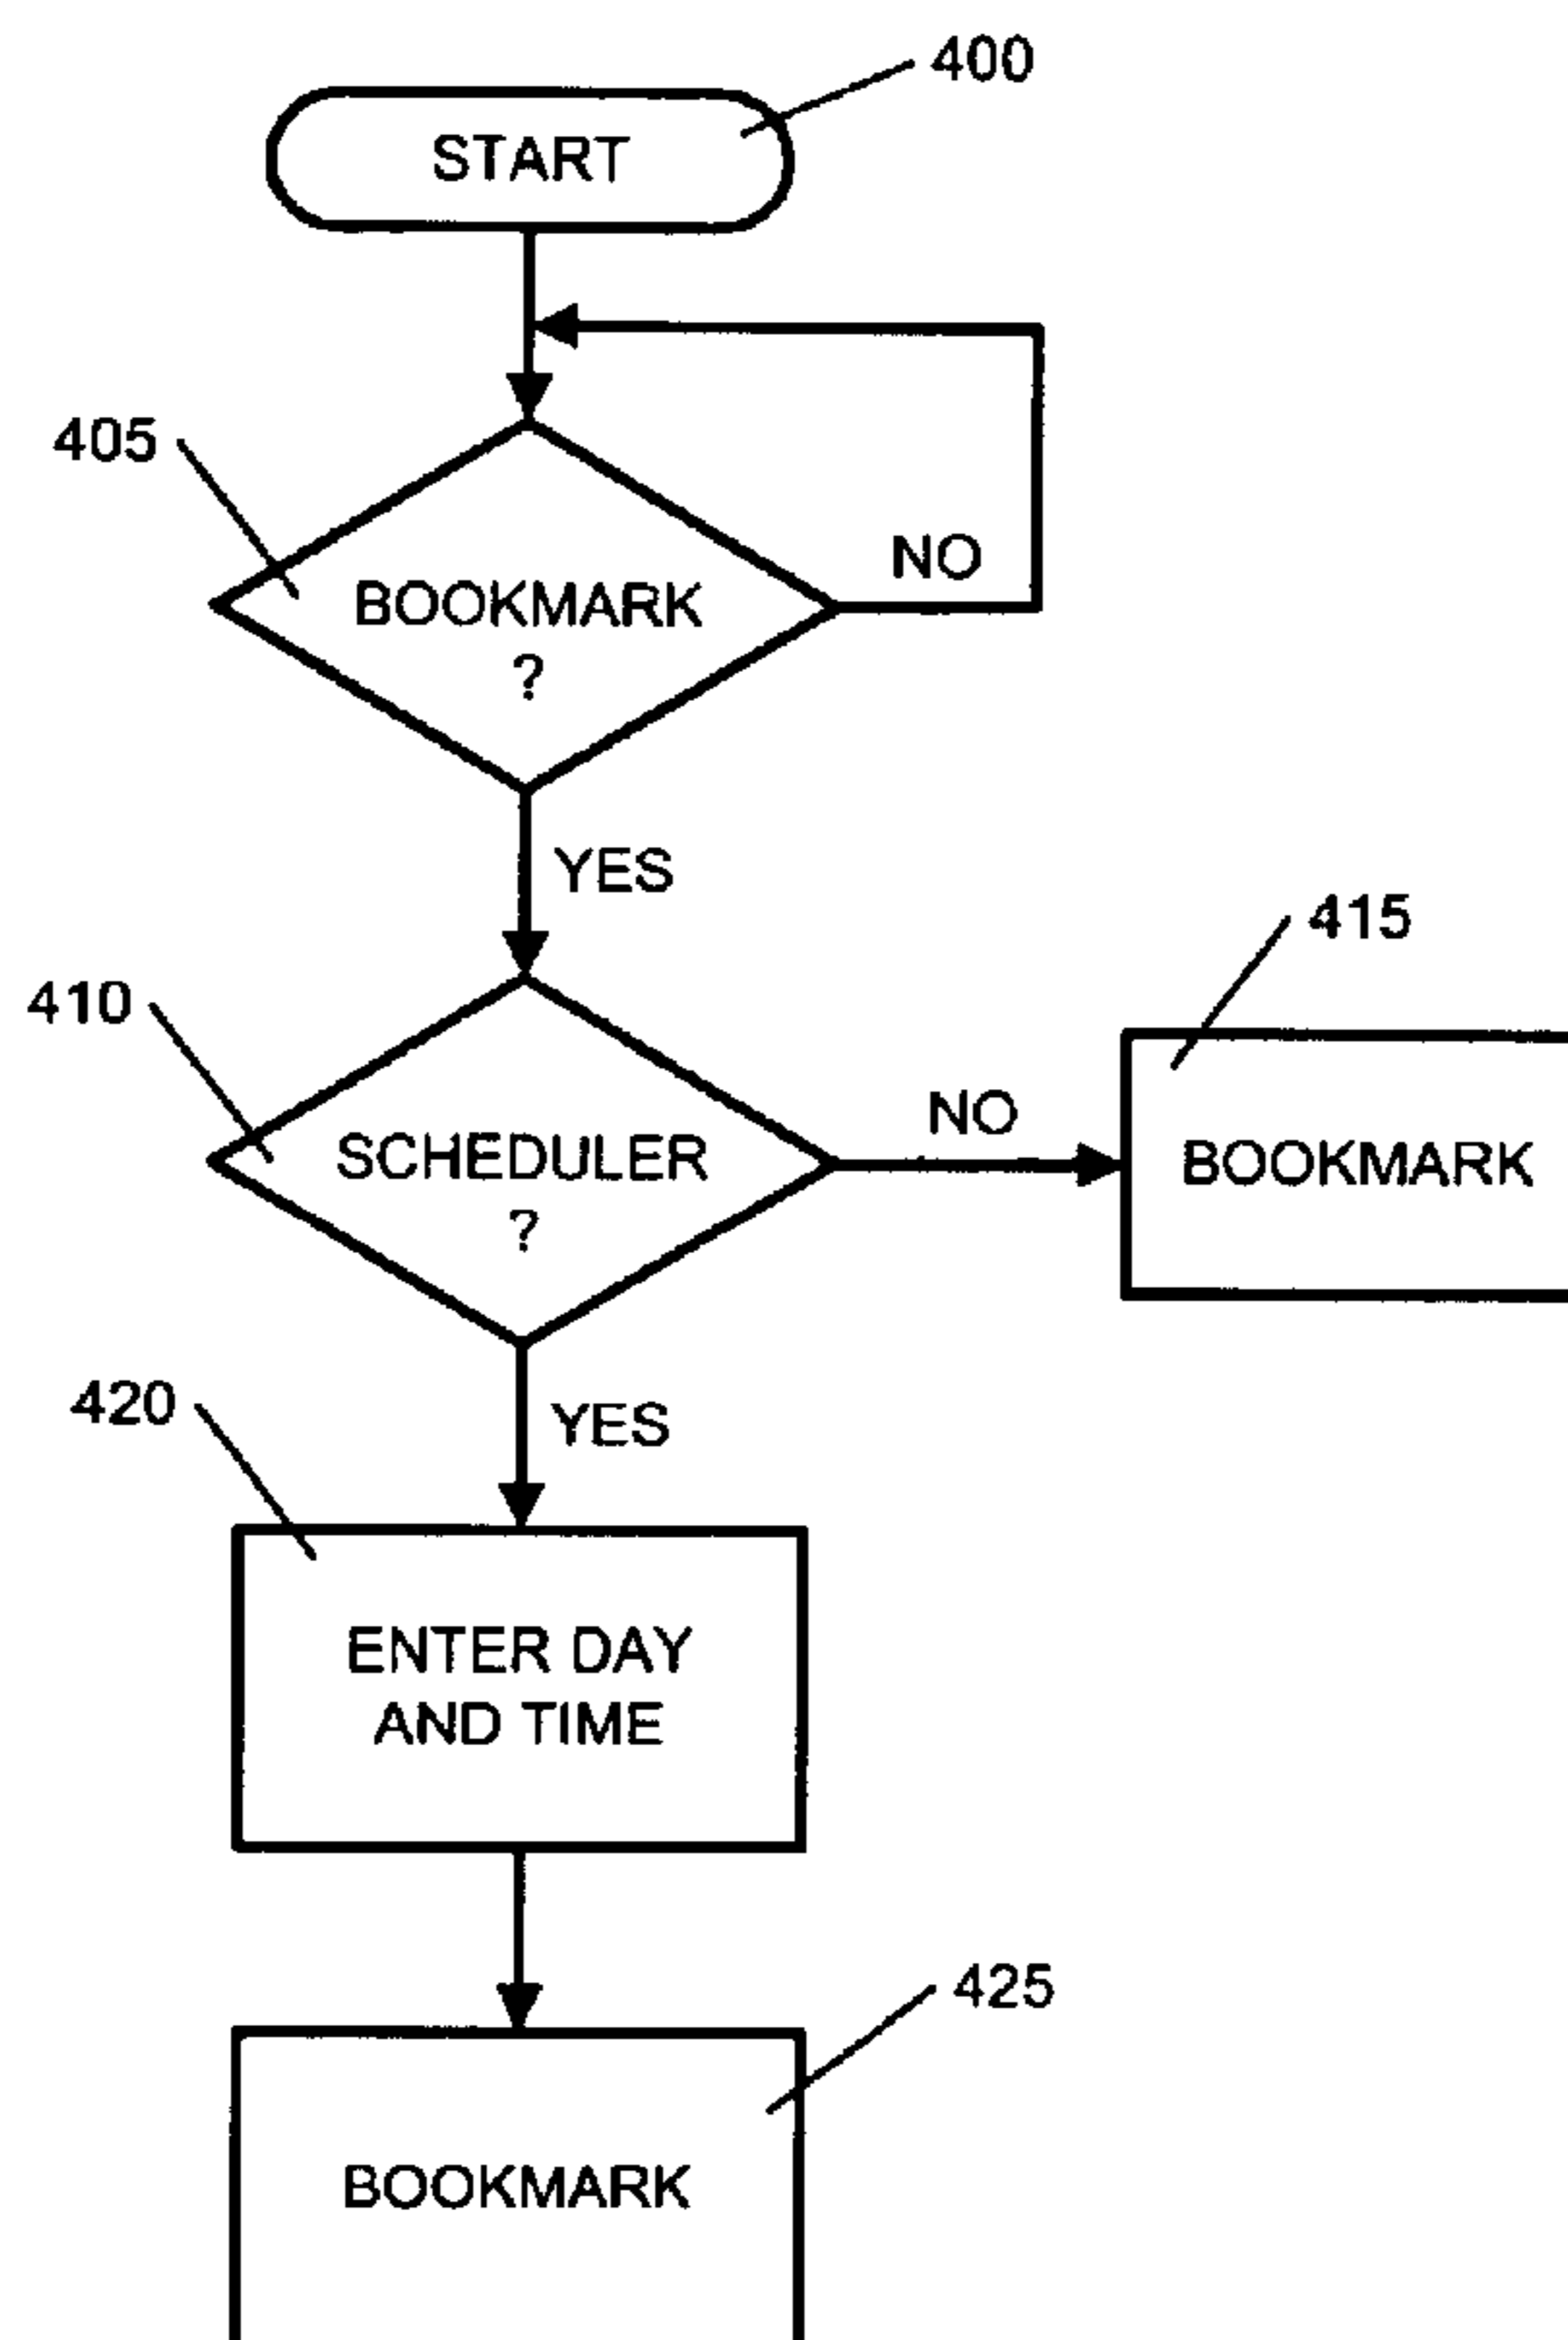 400
START
405
BOOKMARK
?
NO
YES
415
410
NO
SCHEDULER
?
BOOKMARK
420
YES
ENTER DAY
AND TIME
425
BOOKMARK